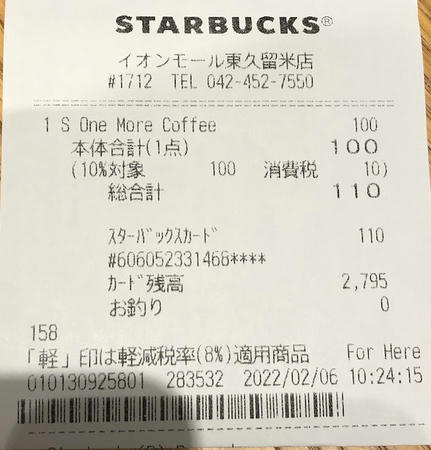 STARBUCKS®
イオンモール東久留米店
#1712 TEL 042-452-7550
1 S One More Coffee 100
本体合計(1点) 100
(10%対象 100 消費税 10)
総合計 110
ｽﾀｰﾊﾞｯｸｽｶｰﾄﾞ 110
#606052331466****
ｶｰﾄﾞ残高 2,795
お釣り 0
158
「軽」印は軽減税率(8%)適用商品 For Here
010130925801 283532 2022/02/06 10:24:15